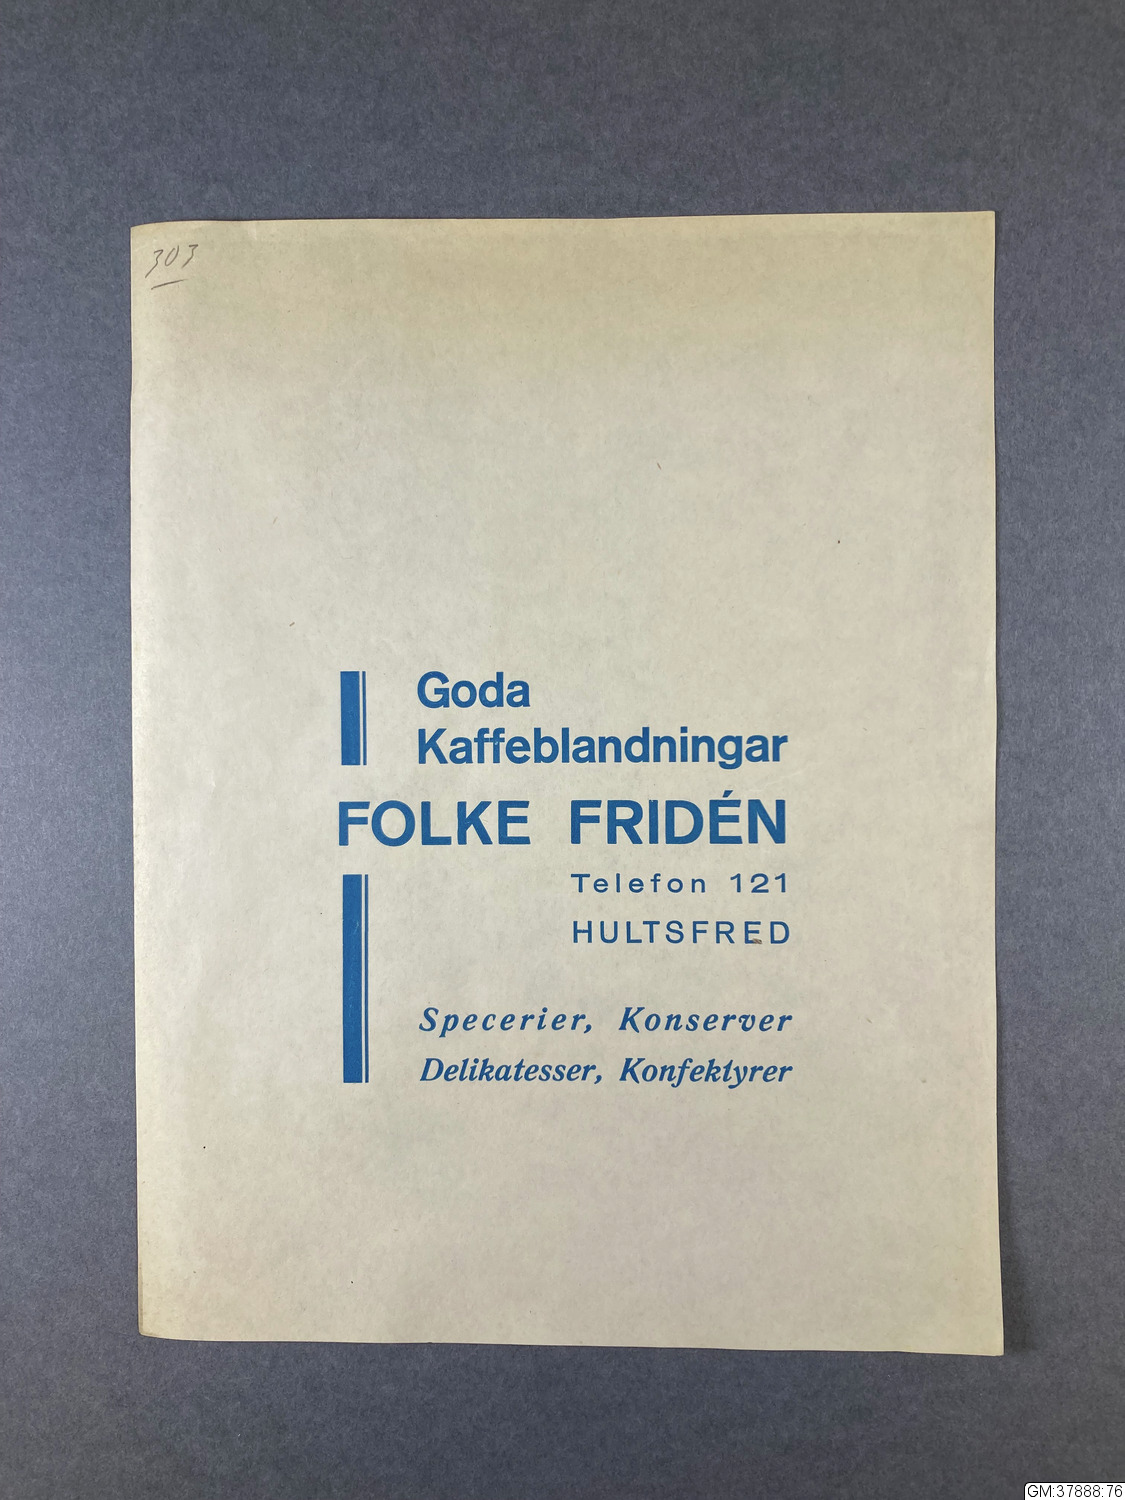 303
Goda
Kaffeblandningar
FOLKE FRIDÉN
Telefon 121
HULTSFRED
Specerier, Konserver
Delikatesser, Konfektyrer
GM:37888:76